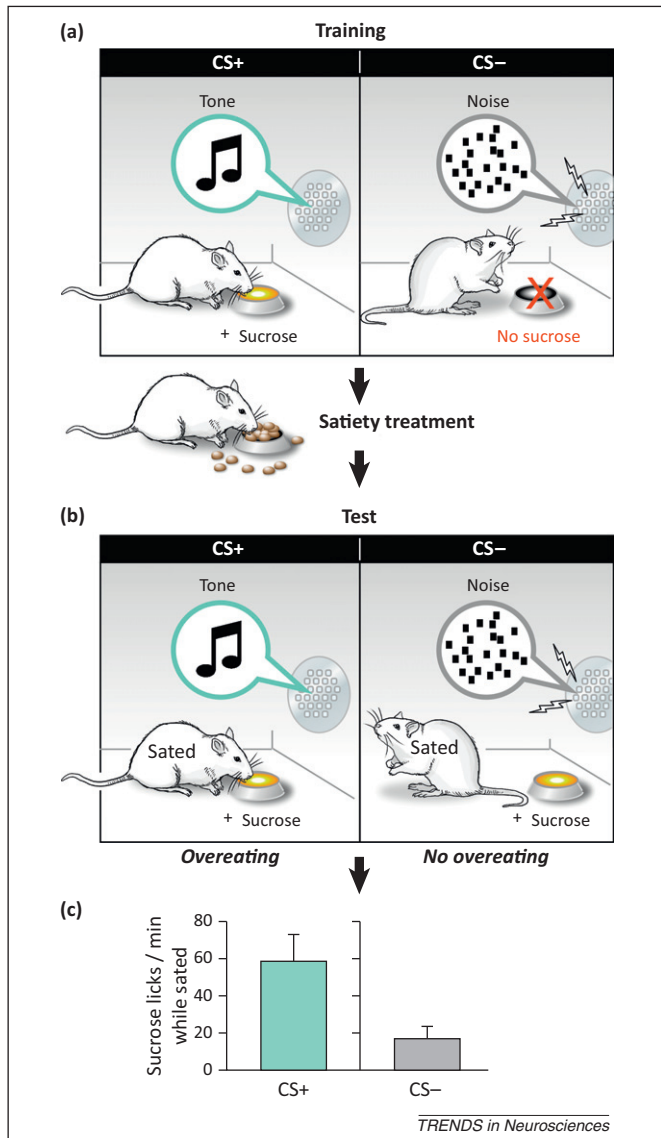 (a) Training
CS+ CS–
Tone Noise
+ Sucrose No sucrose
Satiety treatment
(b) Test
CS+ CS–
Tone Noise
Sated Sated
+ Sucrose + Sucrose
Overeating No overeating
(c)
Sucrose licks / min
while sated
80
60
40
20
0
CS+ CS–
TRENDS in Neurosciences